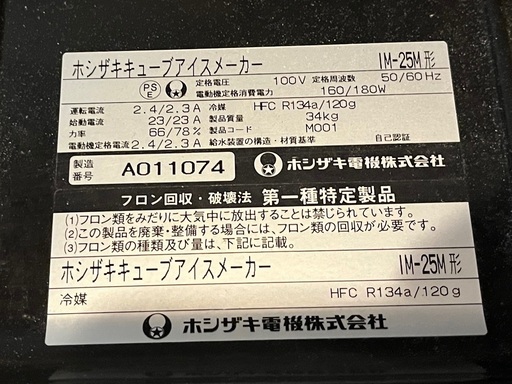 ホシザキキューブアイスメーカー IM-25M形
PSE 定格電圧 100V 定格周波数 50/60Hz
電動機定格消費電力 160/180W
運転電流 2.4/2.3A 冷媒 HFC R134a/120g
始動電流 23/23A 製品質量 34kg
力率 66/78% 製品コード M001
電動機定格電流 2.4/2.3A 給水装置の構造・材質基準 自己認証
製造番号 A011074 ホシザキ電機株式会社
フロン回収・破壊法 第一種特定製品
(1)フロン類をみだりに大気中に放出することは禁じられています。
(2)この製品を廃棄・整備する場合には、フロン類の回収が必要です。
(3)フロン類の種類及び量は、下記に記載。
ホシザキキューブアイスメーカー IM-25M形
冷媒 HFC R134a/120g
ホシザキ電機株式会社